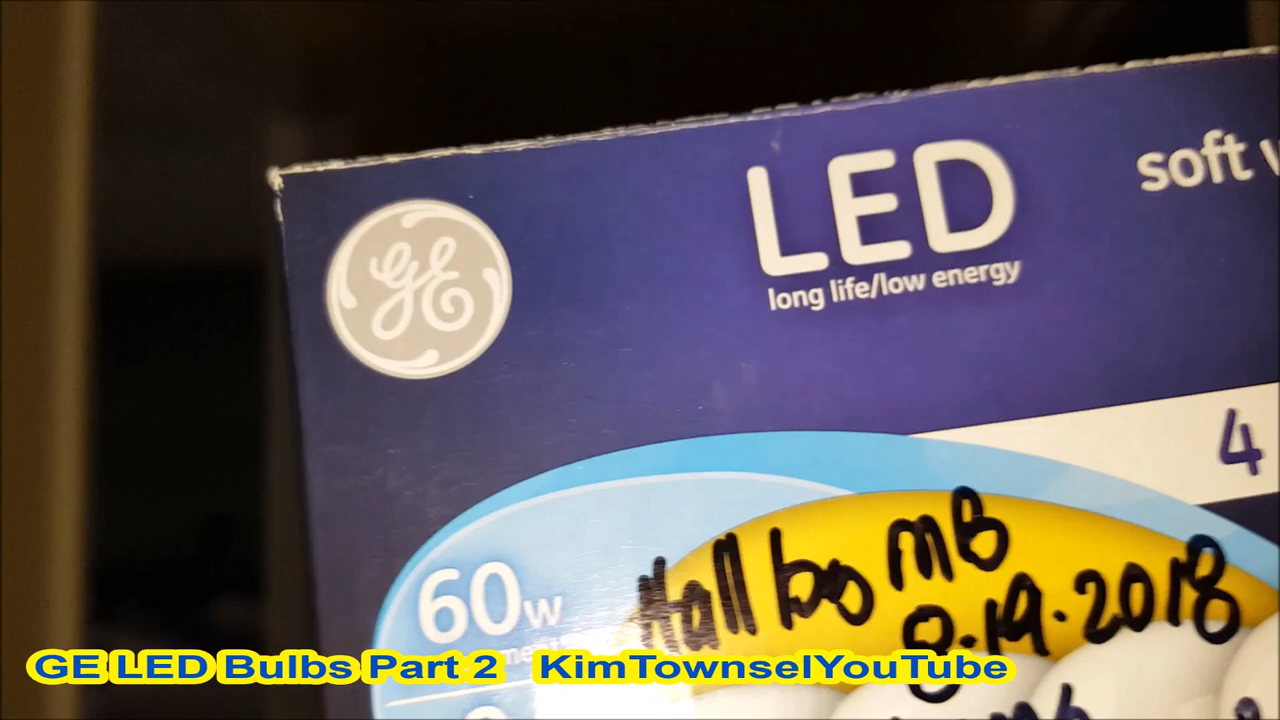 GE
LED
long life/low energy
soft
4
60w
Hall
MB
8.19.2018
GE LED Bulbs Part 2 KimTownselYouTube